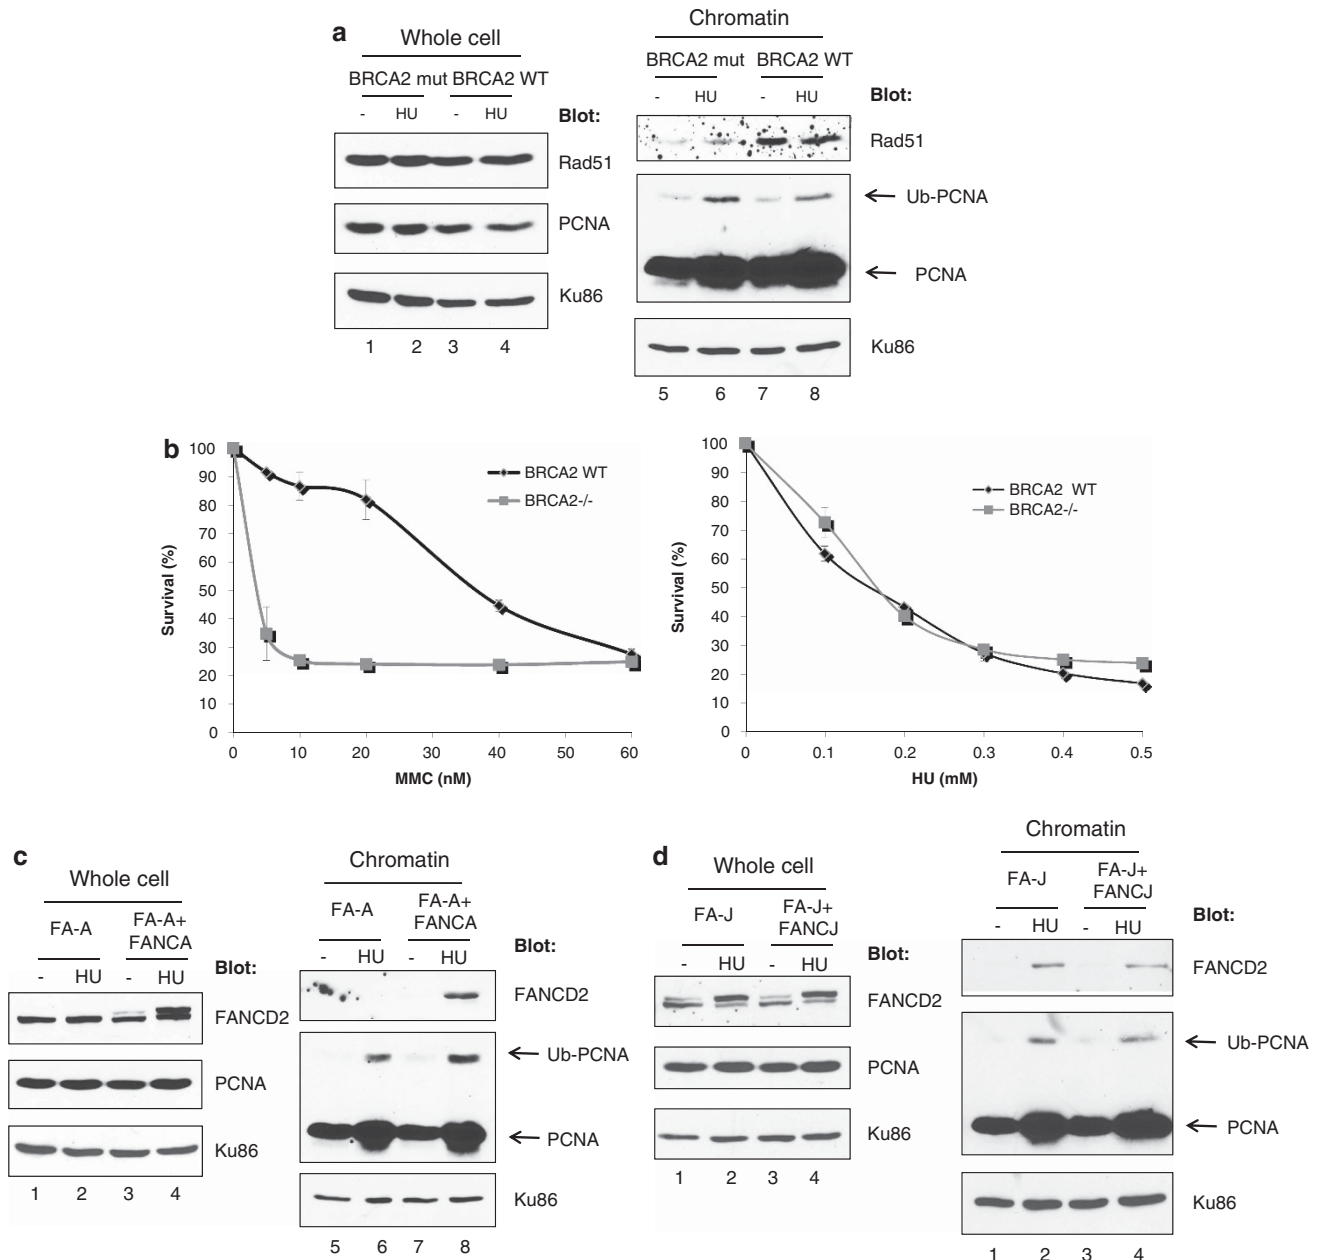 a
Whole cell
BRCA2 mut BRCA2 WT
- HU - HU
Blot:
Rad51
PCNA
Ku86
1 2 3 4
Chromatin
BRCA2 mut BRCA2 WT
- HU - HU
Blot:
Rad51
Ub-PCNA
PCNA
Ku86
5 6 7 8
b
100
90
80
70
60
50
40
30
20
10
0
Survival (%)
BRCA2 WT
BRCA2-/-
0 10 20 30 40 50 60
MMC (nM)
100
90
80
70
60
50
40
30
20
10
0
Survival (%)
BRCA2 WT
BRCA2-/-
0 0.1 0.2 0.3 0.4 0.5
HU (mM)
c
Whole cell
FA-A FA-A+
FANCA
- HU - HU
Blot:
FANCD2
PCNA
Ku86
1 2 3 4
Chromatin
FA-A FA-A+
FANCA
- HU - HU
Blot:
FANCD2
Ub-PCNA
PCNA
Ku86
5 6 7 8
d
Whole cell
FA-J FA-J+
FANCJ
- HU - HU
Blot:
FANCD2
PCNA
Ku86
1 2 3 4
Chromatin
FA-J FA-J+
FANCJ
- HU - HU
Blot:
FANCD2
Ub-PCNA
PCNA
Ku86
1 2 3 4